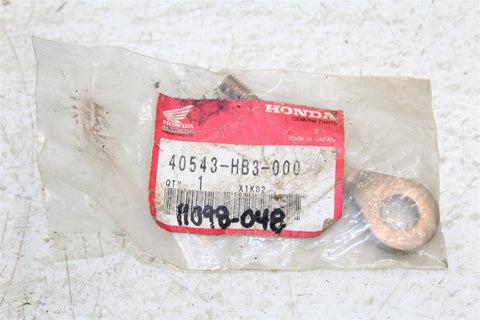 HONDA
HONDA
GENUINE PARTS
Made in JAPAN
40543-HB3-000
QTY 1 X1K02
11098-048